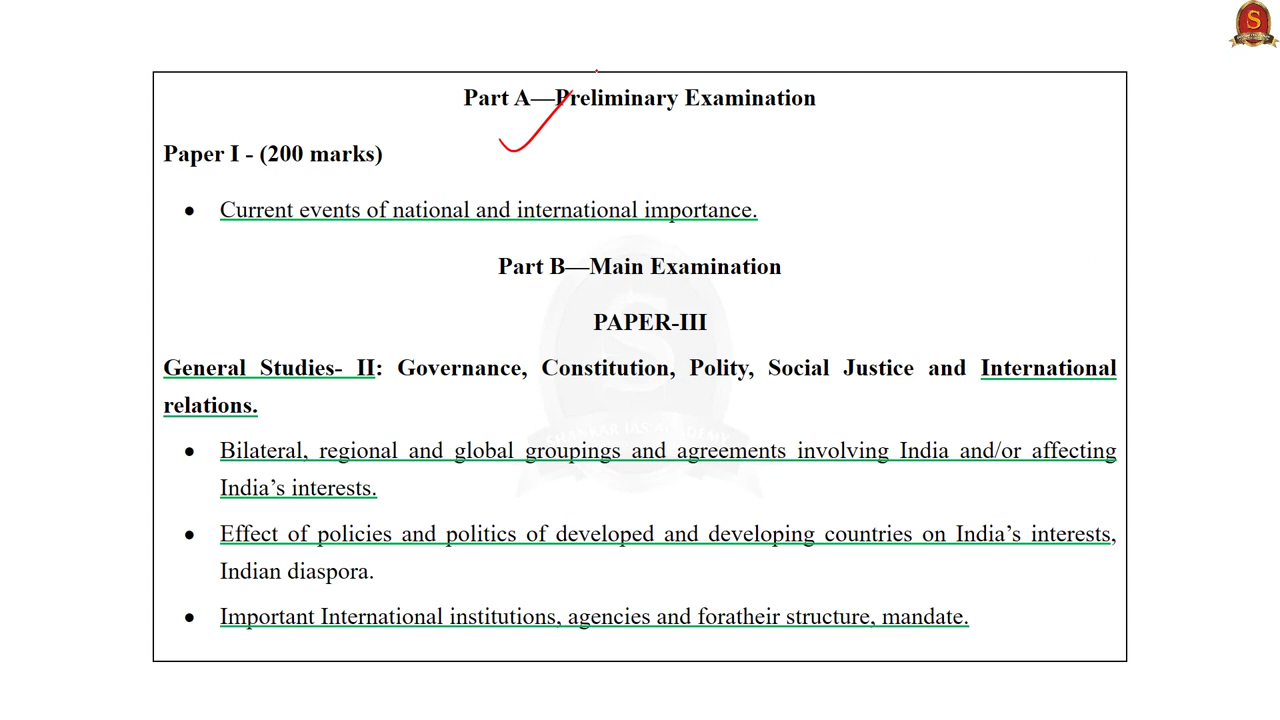 S
Part A—Preliminary Examination
Paper I - (200 marks)
Current events of national and international importance.
Part B—Main Examination
PAPER-III
General Studies- II: Governance, Constitution, Polity, Social Justice and International
relations.
SHANKAR IAS ACADEMY
Bilateral, regional and global groupings and agreements involving India and/or affecting
India’s interests.
Effect of policies and politics of developed and developing countries on India’s interests,
Indian diaspora.
Important International institutions, agencies and foratheir structure, mandate.